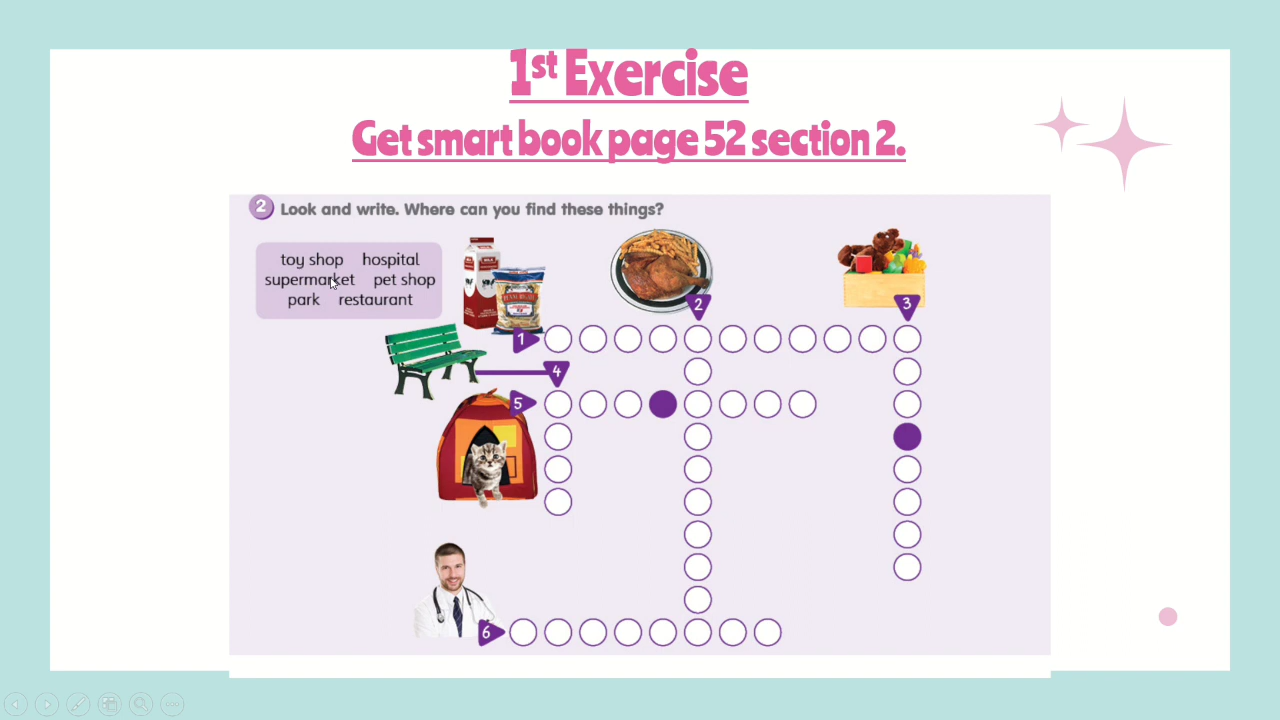 1st Exercise
Get smart book page 52 section 2.
2 Look and write. Where can you find these things?
toy shop hospital
supermarket pet shop
park restaurant
2
3
1
4
5
6